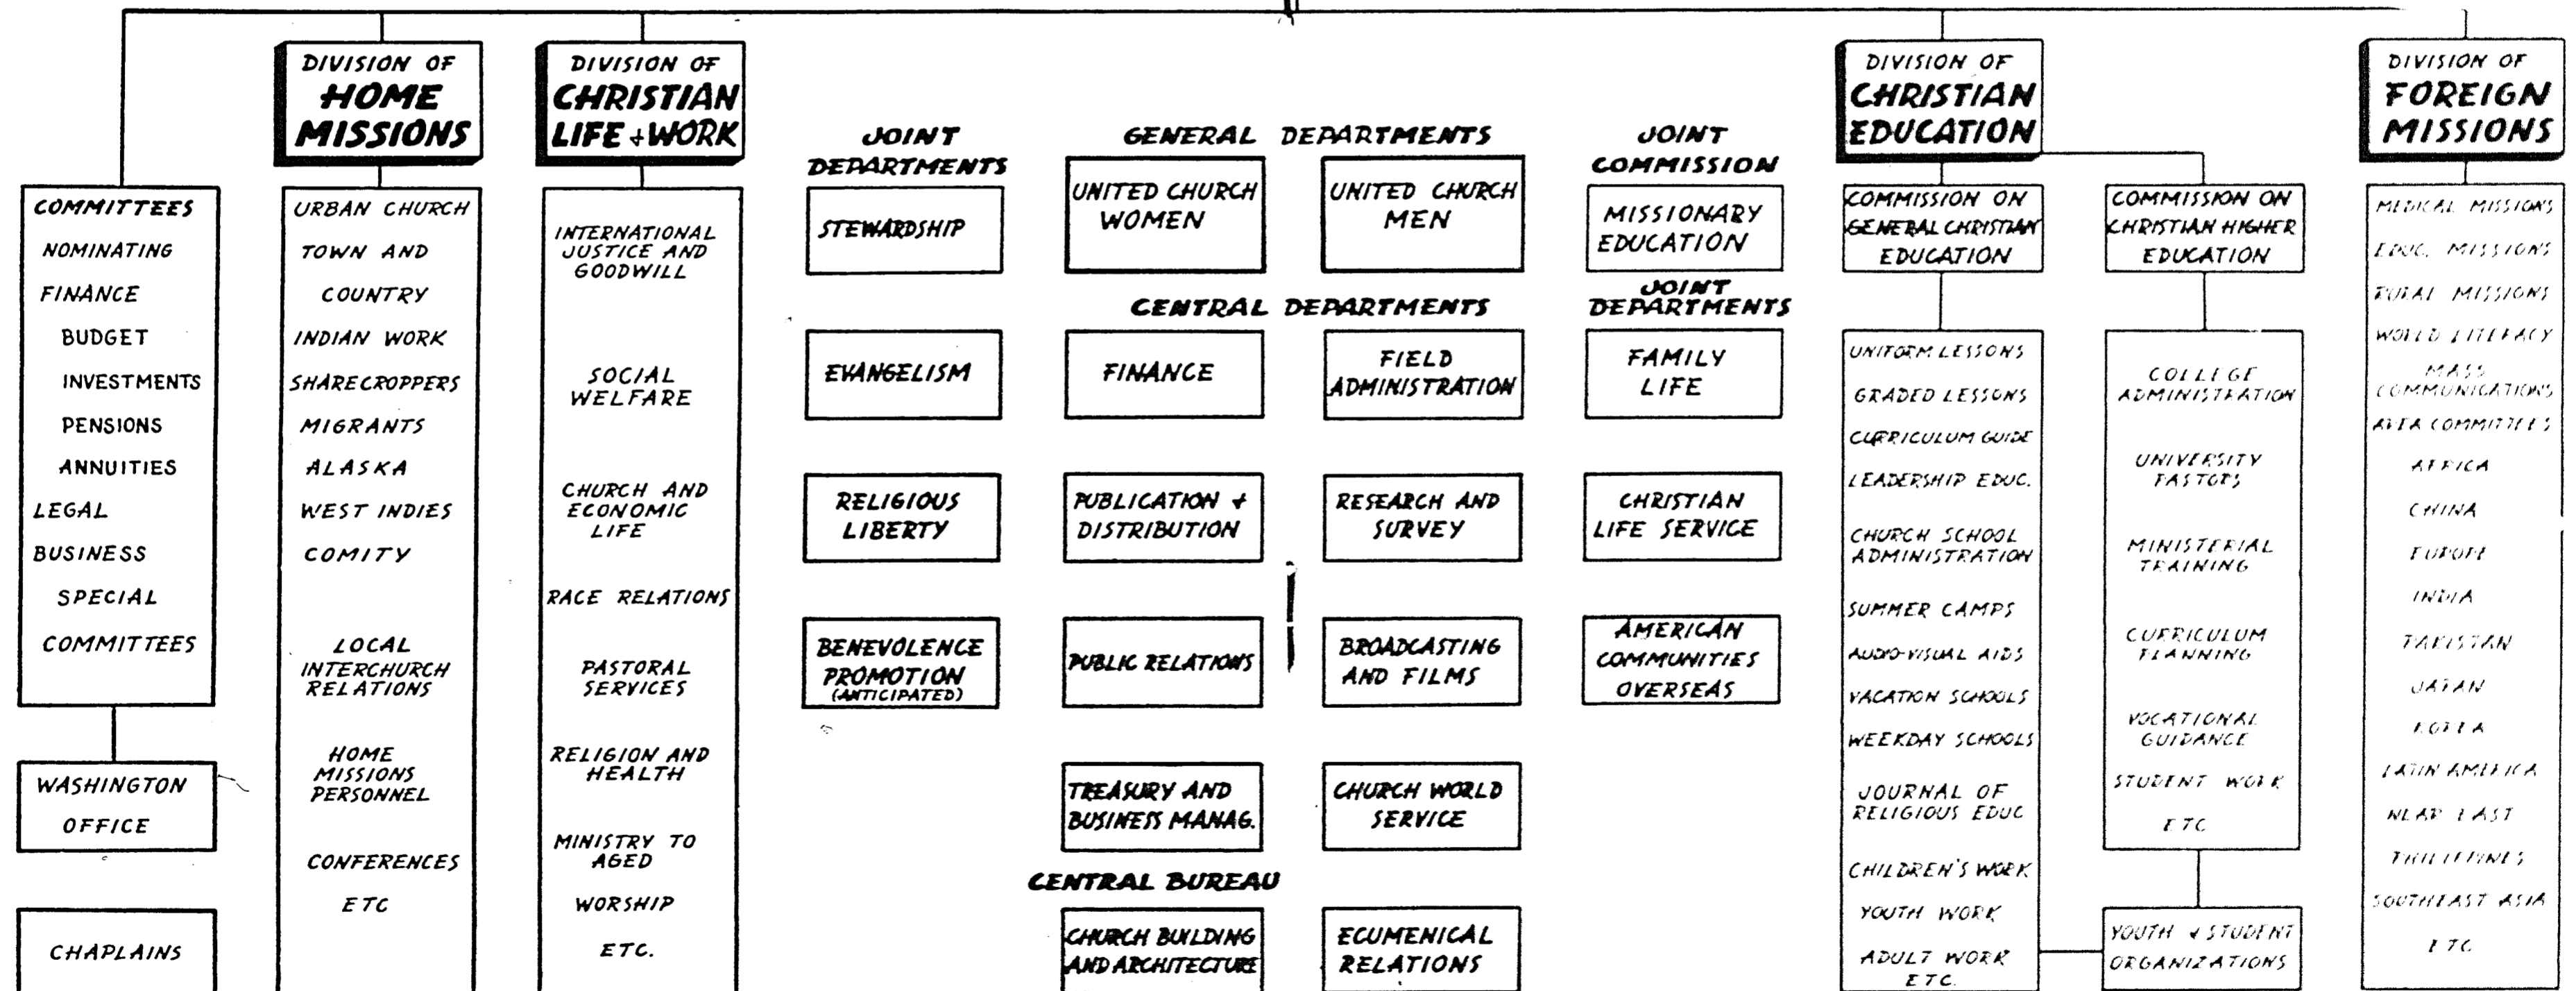 COMMITTEES
NOMINATING
FINANCE
BUDGET
INVESTMENTS
PENSIONS
ANNUITIES
LEGAL
BUSINESS
SPECIAL
COMMITTEES
WASHINGTON
OFFICE
CHAPLAINS
DIVISION OF
HOME
MISSIONS
URBAN CHURCH
TOWN AND
COUNTRY
INDIAN WORK
SHARECROPPERS
MIGRANTS
ALASKA
WEST INDIES
COMITY
LOCAL
INTERCHURCH
RELATIONS
HOME
MISSIONS
PERSONNEL
CONFERENCES
ETC
DIVISION OF
CHRISTIAN
LIFE + WORK
INTERNATIONAL
JUSTICE AND
GOODWILL
SOCIAL
WELFARE
CHURCH AND
ECONOMIC
LIFE
RACE RELATIONS
PASTORAL
SERVICES
RELIGION AND
HEALTH
MINISTRY TO
AGED
WORSHIP
ETC.
JOINT
DEPARTMENTS
STEWARDSHIP
EVANGELISM
RELIGIOUS
LIBERTY
BENEVOLENCE
PROMOTION
(ANTICIPATED)
GENERAL DEPARTMENTS
UNITED CHURCH
WOMEN
UNITED CHURCH
MEN
CENTRAL DEPARTMENTS
FINANCE
FIELD
ADMINISTRATION
PUBLICATION +
DISTRIBUTION
RESEARCH AND
SURVEY
PUBLIC RELATIONS
BROADCASTING
AND FILMS
TREASURY AND
BUSINESS MANAG.
CHURCH WORLD
SERVICE
CENTRAL BUREAU
CHURCH BUILDING
AND ARCHITECTURE
ECUMENICAL
RELATIONS
JOINT
COMMISSION
MISSIONARY
EDUCATION
JOINT
DEPARTMENTS
FAMILY
LIFE
CHRISTIAN
LIFE SERVICE
AMERICAN
COMMUNITIES
OVERSEAS
DIVISION OF
CHRISTIAN
EDUCATION
COMMISSION ON
GENERAL CHRISTIAN
EDUCATION
UNIFORM LESSONS
GRADED LESSONS
CURRICULUM GUIDE
LEADERSHIP EDUC.
CHURCH SCHOOL
ADMINISTRATION
SUMMER CAMPS
AUDIO-VISUAL AIDS
VACATION SCHOOLS
WEEKDAY SCHOOLS
JOURNAL OF
RELIGIOUS EDUC
CHILDREN'S WORK
YOUTH WORK
ADULT WORK
ETC.
COMMISSION ON
CHRISTIAN HIGHER
EDUCATION
COLLEGE
ADMINISTRATION
UNIVERSITY
PASTORS
MINISTERIAL
TRAINING
CURRICULUM
PLANNING
VOCATIONAL
GUIDANCE
STUDENT WORK
ETC
YOUTH + STUDENT
ORGANIZATIONS
DIVISION OF
FOREIGN
MISSIONS
MEDICAL MISSIONS
EDUC. MISSIONS
RURAL MISSIONS
WORLD LITERACY
MASS
COMMUNICATIONS
AREA COMMITTEES
AFRICA
CHINA
EUROPE
INDIA
PAKISTAN
JAPAN
KOREA
LATIN AMERICA
NEAR EAST
PHILIPPINES
SOUTHEAST ASIA
ETC